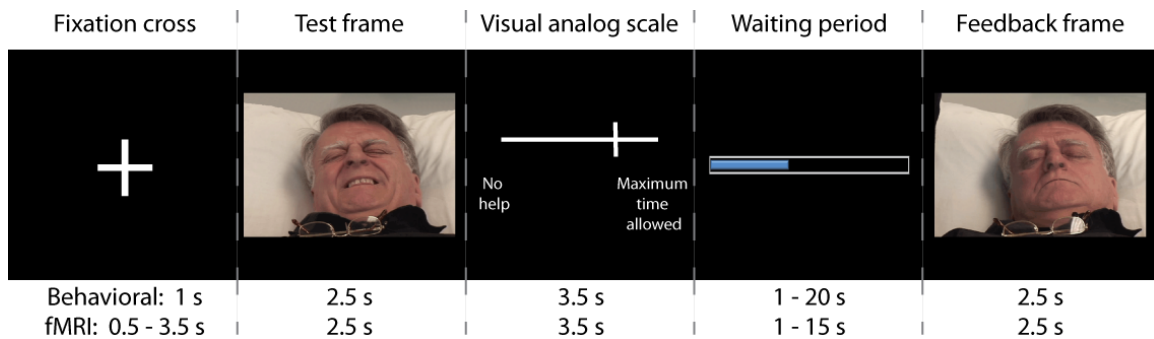 Fixation cross
Test frame
Visual analog scale
Waiting period
Feedback frame
No
help
Maximum
time
allowed
Behavioral: 1 s
2.5 s
3.5 s
1 - 20 s
2.5 s
fMRI: 0.5 - 3.5 s
2.5 s
3.5 s
1 - 15 s
2.5 s